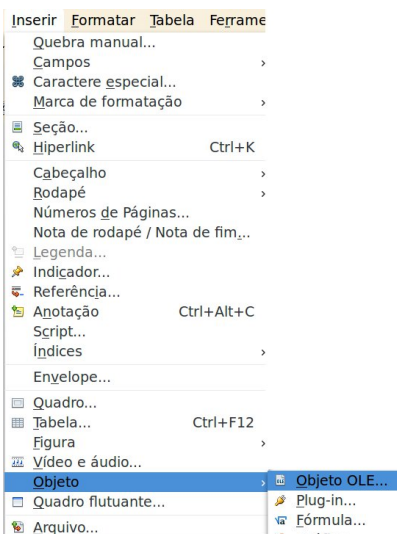 Inserir Formatar Tabela Ferrame
Quebra manual...
Campos ›
Caractere especial...
Marca de formatação ›
Seção...
Hiperlink Ctrl+K
Cabeçalho ›
Rodapé ›
Números de Páginas...
Nota de rodapé / Nota de fim...
Legenda...
Indicador...
Referência...
Anotação Ctrl+Alt+C
Script...
Índices ›
Envelope...
Quadro...
Tabela... Ctrl+F12
Figura ›
Vídeo e áudio...
Objeto › Objeto OLE...
Quadro flutuante... Plug-in...
Arquivo... Fórmula...